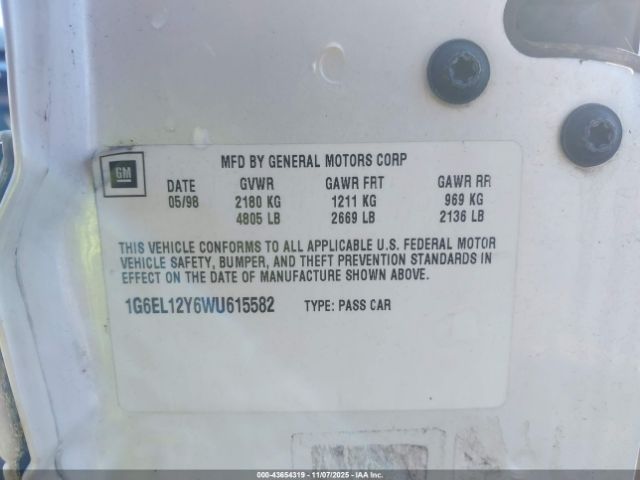 MFD BY GENERAL MOTORS CORP
GM
DATE GVWR GAWR FRT GAWR RR
05/98 2180 KG 1211 KG 969 KG
4805 LB 2669 LB 2136 LB
THIS VEHICLE CONFORMS TO ALL APPLICABLE U.S. FEDERAL MOTOR
VEHICLE SAFETY, BUMPER, AND THEFT PREVENTION STANDARDS IN
EFFECT ON THE DATE OF MANUFACTURE SHOWN ABOVE.
1G6EL12Y6WU615582 TYPE: PASS CAR
000-43654319 - 11/07/2025 - IAA Inc.